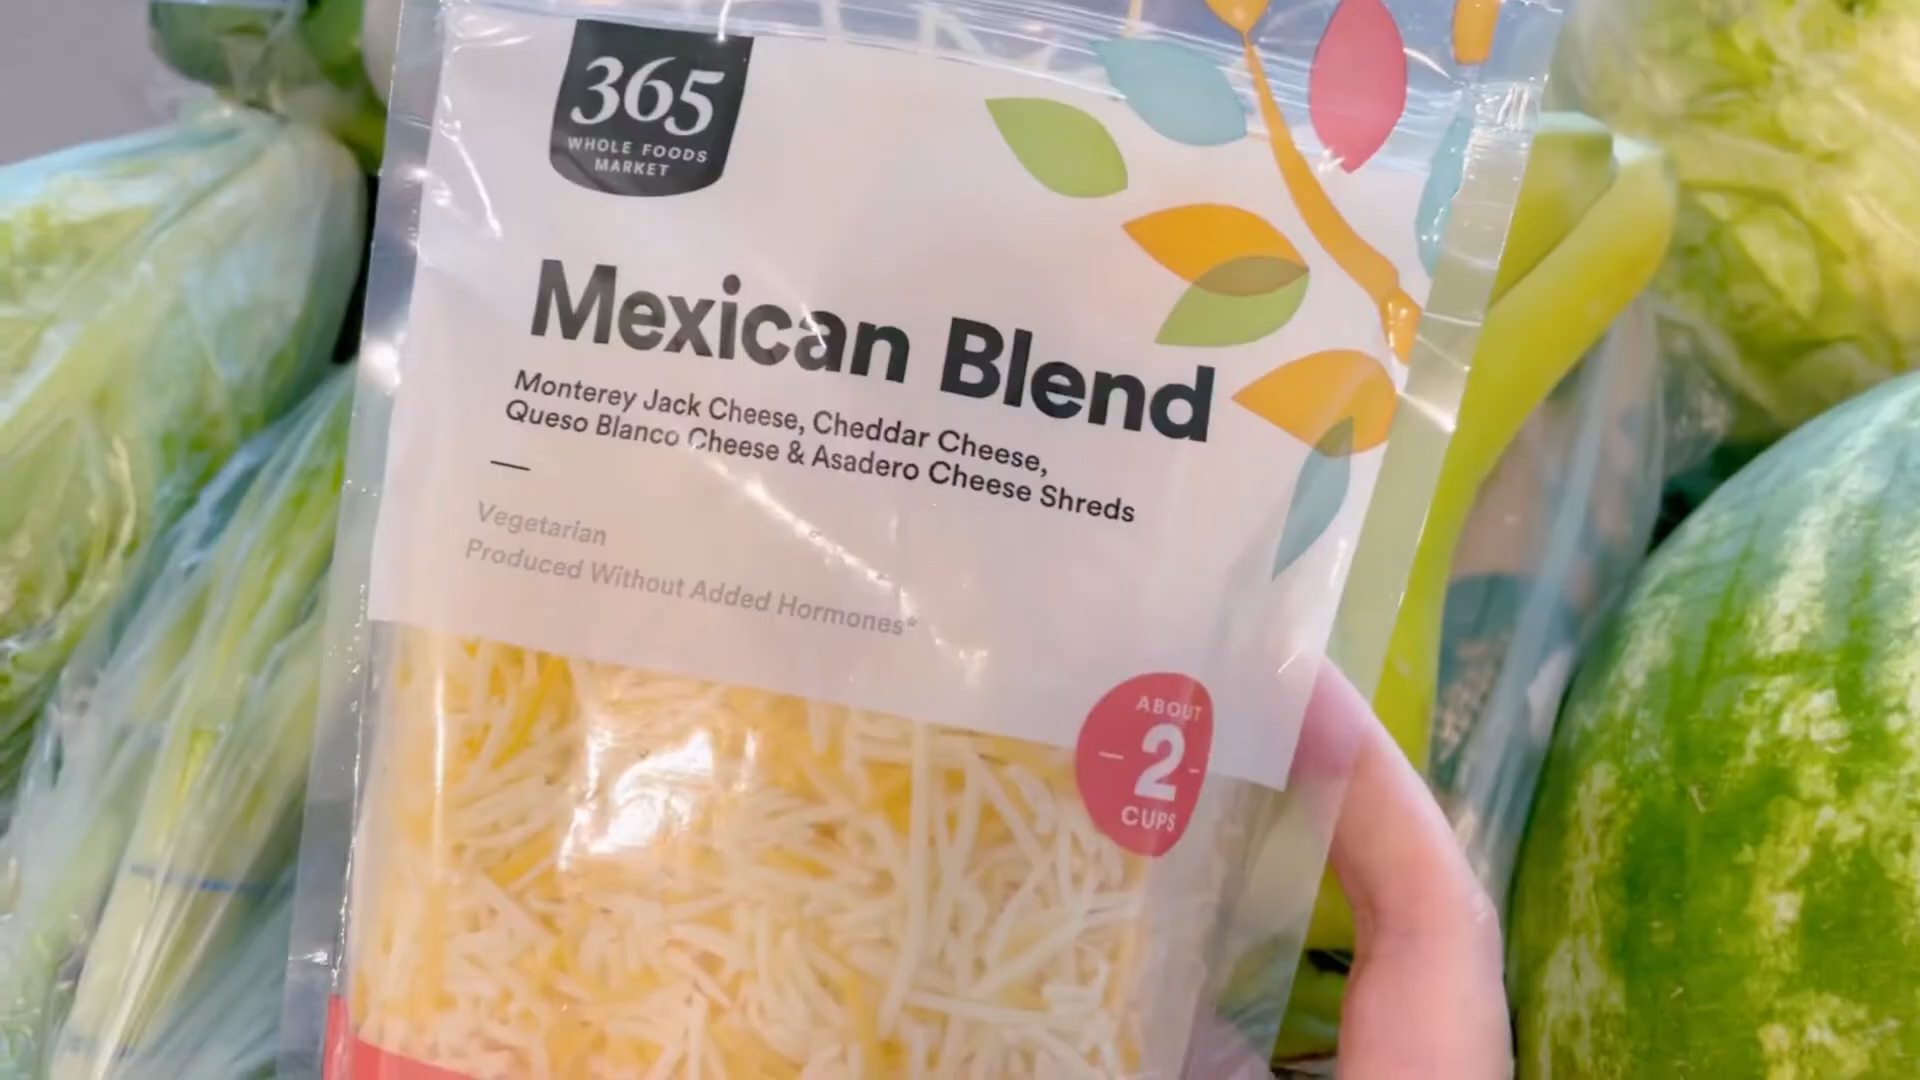 365
WHOLE FOODS
MARKET
Mexican Blend
Monterey Jack Cheese, Cheddar Cheese,
Queso Blanco Cheese & Asadero Cheese Shreds
Vegetarian
Produced Without Added Hormones*
ABOUT
2
CUPS